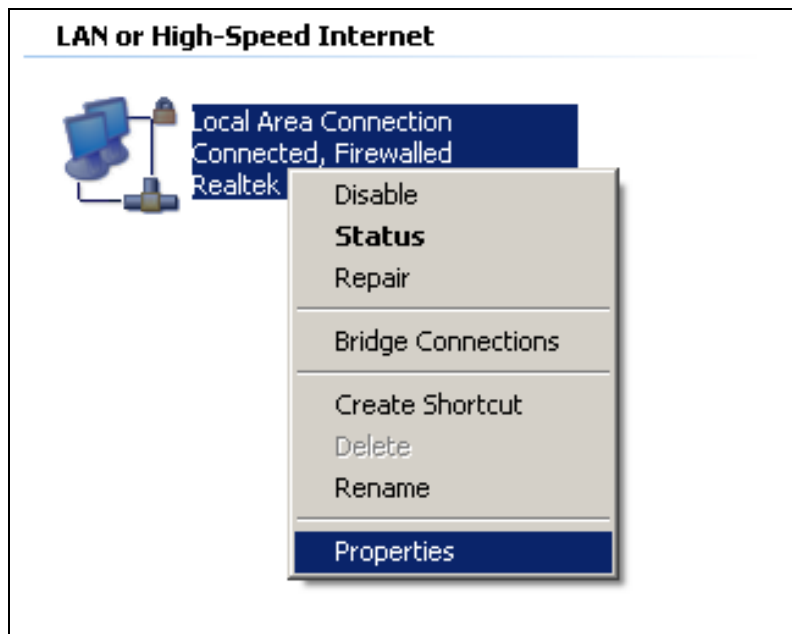 LAN or High-Speed Internet
Local Area Connection
Connected, Firewalled
Realtek
Disable
Status
Repair
Bridge Connections
Create Shortcut
Delete
Rename
Properties